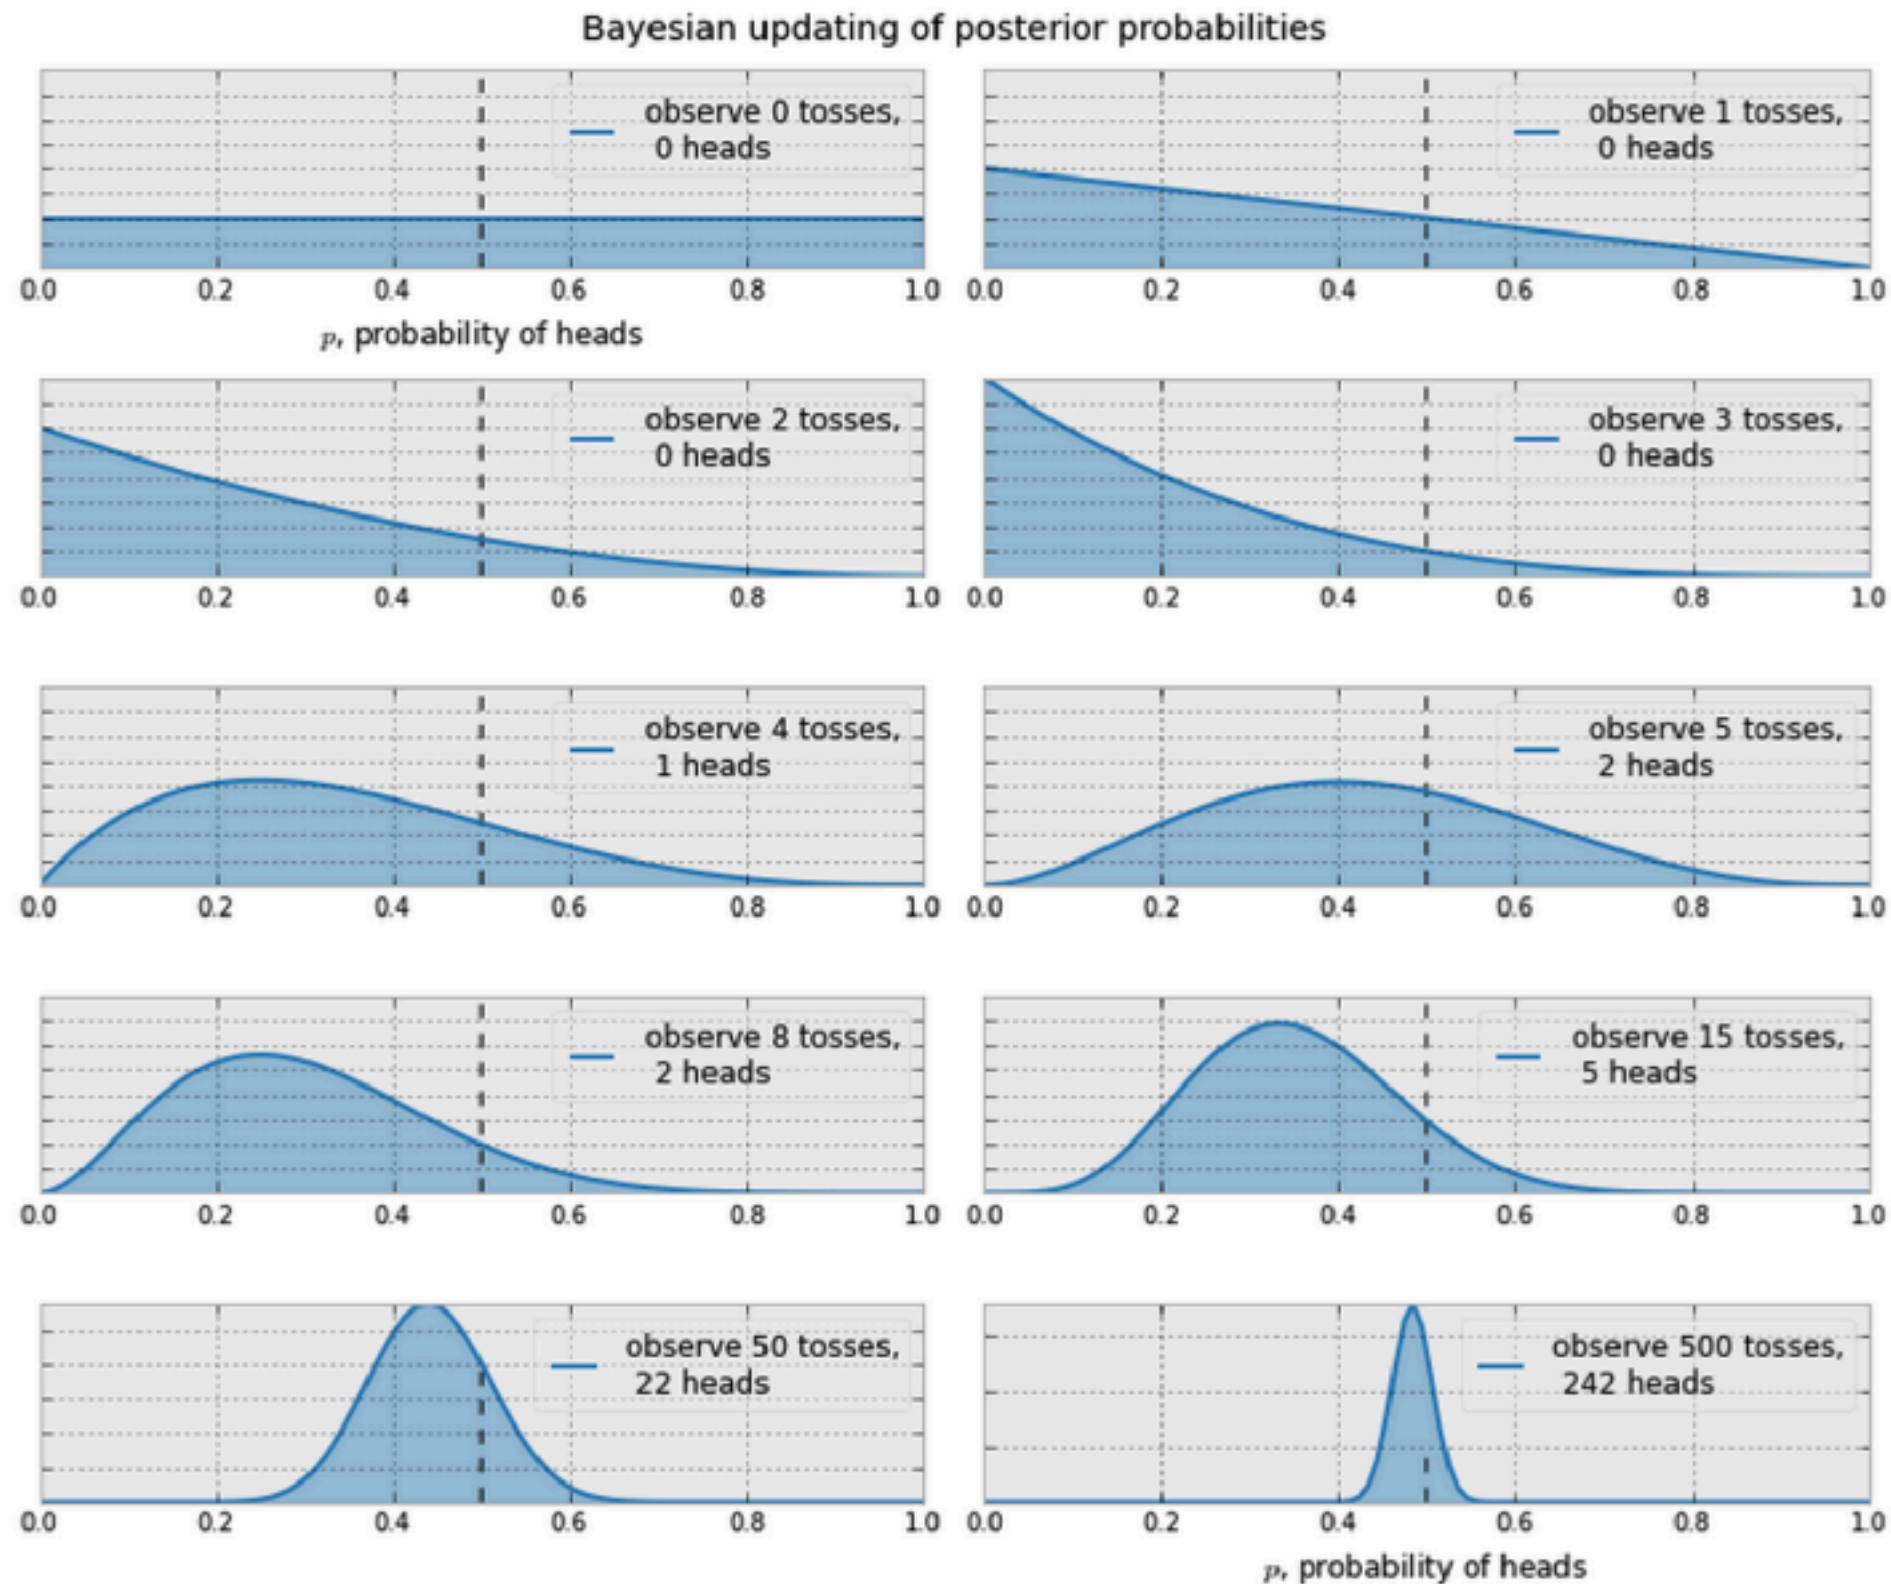 Bayesian updating of posterior probabilities
observe 0 tosses,
0 heads
0.0 0.2 0.4 0.6 0.8 1.0
p, probability of heads
observe 1 tosses,
0 heads
0.0 0.2 0.4 0.6 0.8 1.0
observe 2 tosses,
0 heads
0.0 0.2 0.4 0.6 0.8 1.0
observe 3 tosses,
0 heads
0.0 0.2 0.4 0.6 0.8 1.0
observe 4 tosses,
1 heads
0.0 0.2 0.4 0.6 0.8 1.0
observe 5 tosses,
2 heads
0.0 0.2 0.4 0.6 0.8 1.0
observe 8 tosses,
2 heads
0.0 0.2 0.4 0.6 0.8 1.0
observe 15 tosses,
5 heads
0.0 0.2 0.4 0.6 0.8 1.0
observe 50 tosses,
22 heads
0.0 0.2 0.4 0.6 0.8 1.0
observe 500 tosses,
242 heads
0.0 0.2 0.4 0.6 0.8 1.0
p, probability of heads